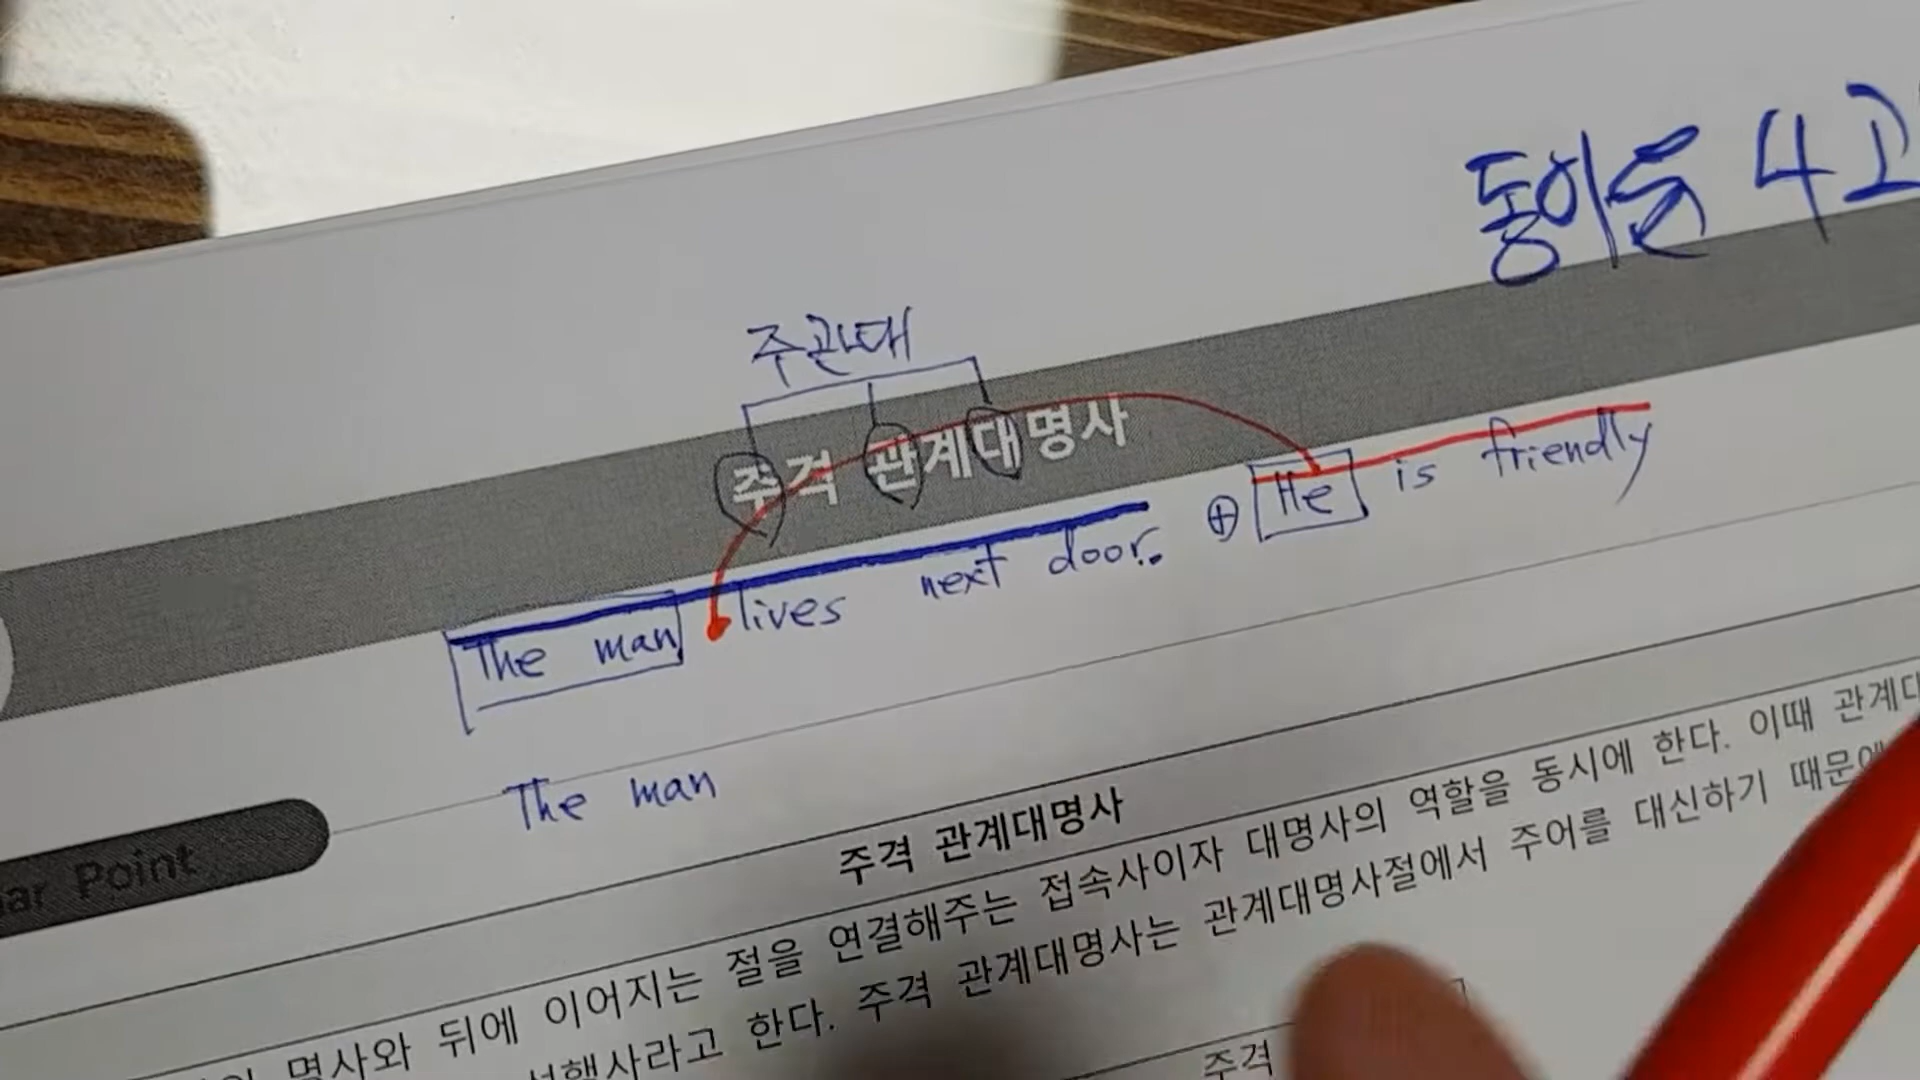 동아윤 4과
주관대
주격 관계대명사
The man lives next door. ⊕ He is friendly
The man
Point
주격 관계대명사
명사와 뒤에 이어지는 절을 연결해주는 접속사이자 대명사의 역할을 동시에 한다. 이때
선행사라고 한다. 주격 관계대명사는 관계대명사절에서 주어를 대신하기 때문에
주격